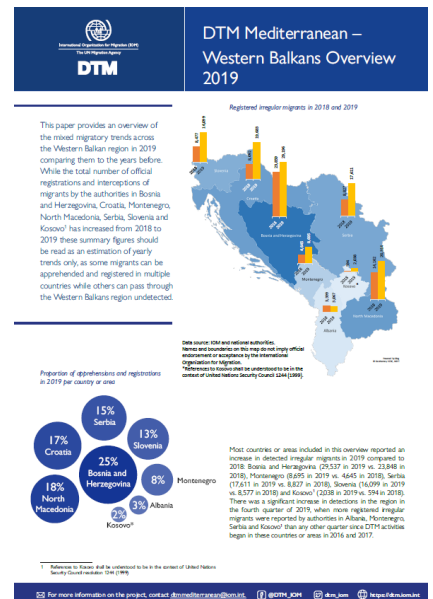 International Organization for Migration (IOM)
The UN Migration Agency
DTM
DTM Mediterranean –
Western Balkans Overview
2019
This paper provides an overview of
the mixed migratory trends across
the Western Balkan region in 2019
comparing them to the years before.
While the total number of official
registrations and interceptions of
migrants by the authorities in Bosnia
and Herzegovina, Croatia, Montenegro,
North Macedonia, Serbia, Slovenia and
Kosovo¹ has increased from 2018 to
2019 these summary figures should
be read as an estimation of yearly
trends only, as some migrants can be
apprehended and registered in multiple
countries while others can pass through
the Western Balkans region undetected.
Registered irregular migrants in 2018 and 2019
2018 2019
Slovenia
Croatia
Bosnia and Herzegovina
Serbia
Montenegro
Kosovo*
Albania
North Macedonia
Data source: IOM and national authorities.
Names and boundaries on this map do not imply official
endorsement or acceptance by the International
Organization for Migration.
*References to Kosovo shall be understood to be in the
context of United Nations Security Council 1244 (1999).
Proportion of apprehensions and registrations
in 2019 per country or area
15%
Serbia
17%
Croatia
13%
Slovenia
25%
Bosnia and
Herzegovina
8%
Montenegro
18%
North
Macedonia
3%
Albania
2%
Kosovo*
Most countries or areas included in this overview reported an
increase in detected irregular migrants in 2019 compared to
2018: Bosnia and Herzegovina (29,537 in 2019 vs. 23,848 in
2018), Montenegro (8,695 in 2019 vs. 4,645 in 2018), Serbia
(17,611 in 2019 vs. 8,827 in 2018), Slovenia (16,099 in 2019
vs. 8,577 in 2018) and Kosovo¹ (2038 in 2019 vs. 594 in 2018).
There was a significant increase in detections in the region in
the fourth quarter of 2019, when more registered irregular
migrants were reported by authorities in Albania, Montenegro,
Serbia and Kosovo¹ than any other quarter since DTM activities
began in these countries or areas in 2016 and 2017.
1 References to Kosovo shall be understood to be in the context of United Nations
Security Council resolution 1244 (1999)
For more information on the project, contact dtmmediterranean@iom.int. @DTM_IOM dtm_iom https://dtm.iom.int